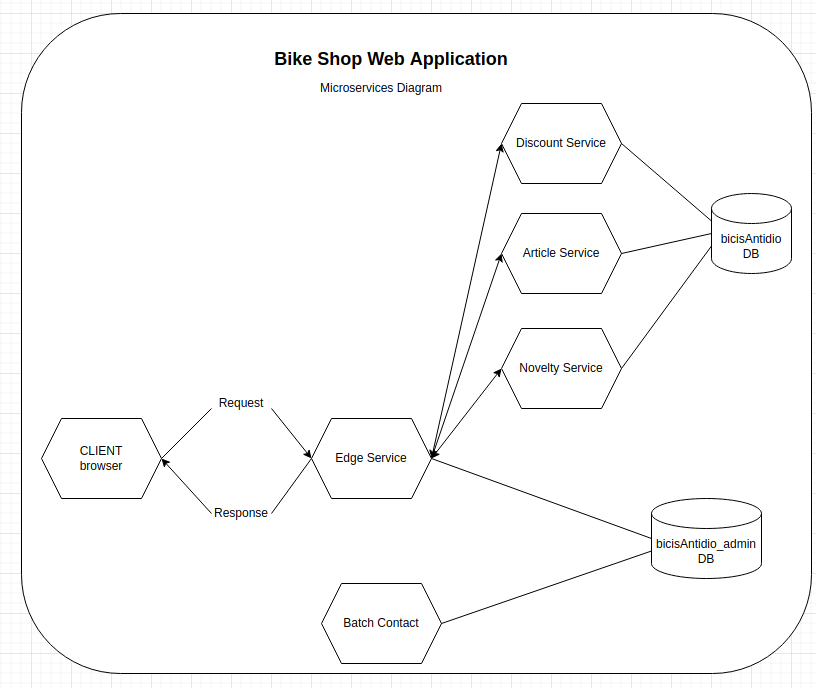 Bike Shop Web Application
Microservices Diagram
Discount Service
bicisAntidio
DB
Article Service
Novelty Service
Request
CLIENT
browser
Edge Service
Response
bicisAntidio_admin
DB
Batch Contact